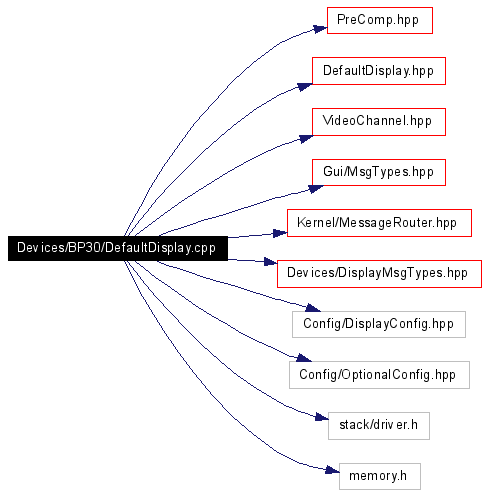 PreComp.hpp
DefaultDisplay.hpp
VideoChannel.hpp
Gui/MsgTypes.hpp
Kernel/MessageRouter.hpp
Devices/BP30/DefaultDisplay.cpp
Devices/DisplayMsgTypes.hpp
Config/DisplayConfig.hpp
Config/OptionalConfig.hpp
stack/driver.h
memory.h